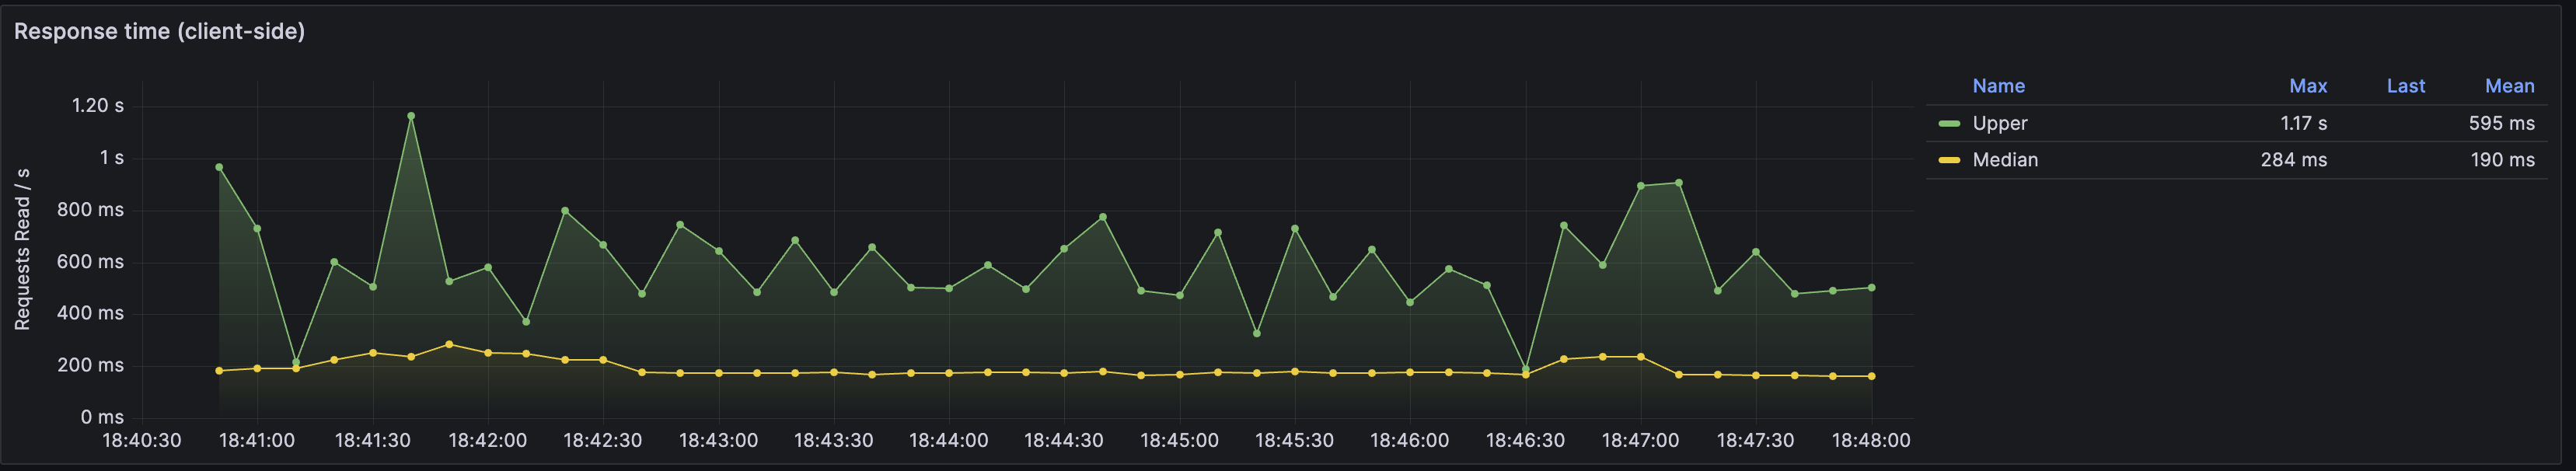 Response time (client-side)
Name Max Last Mean
Upper 1.17 s 595 ms
Median 284 ms 190 ms
Requests Read / s
1.20 s
1 s
800 ms
600 ms
400 ms
200 ms
0 ms
18:40:30 18:41:00 18:41:30 18:42:00 18:42:30 18:43:00 18:43:30 18:44:00 18:44:30 18:45:00 18:45:30 18:46:00 18:46:30 18:47:00 18:47:30 18:48:00